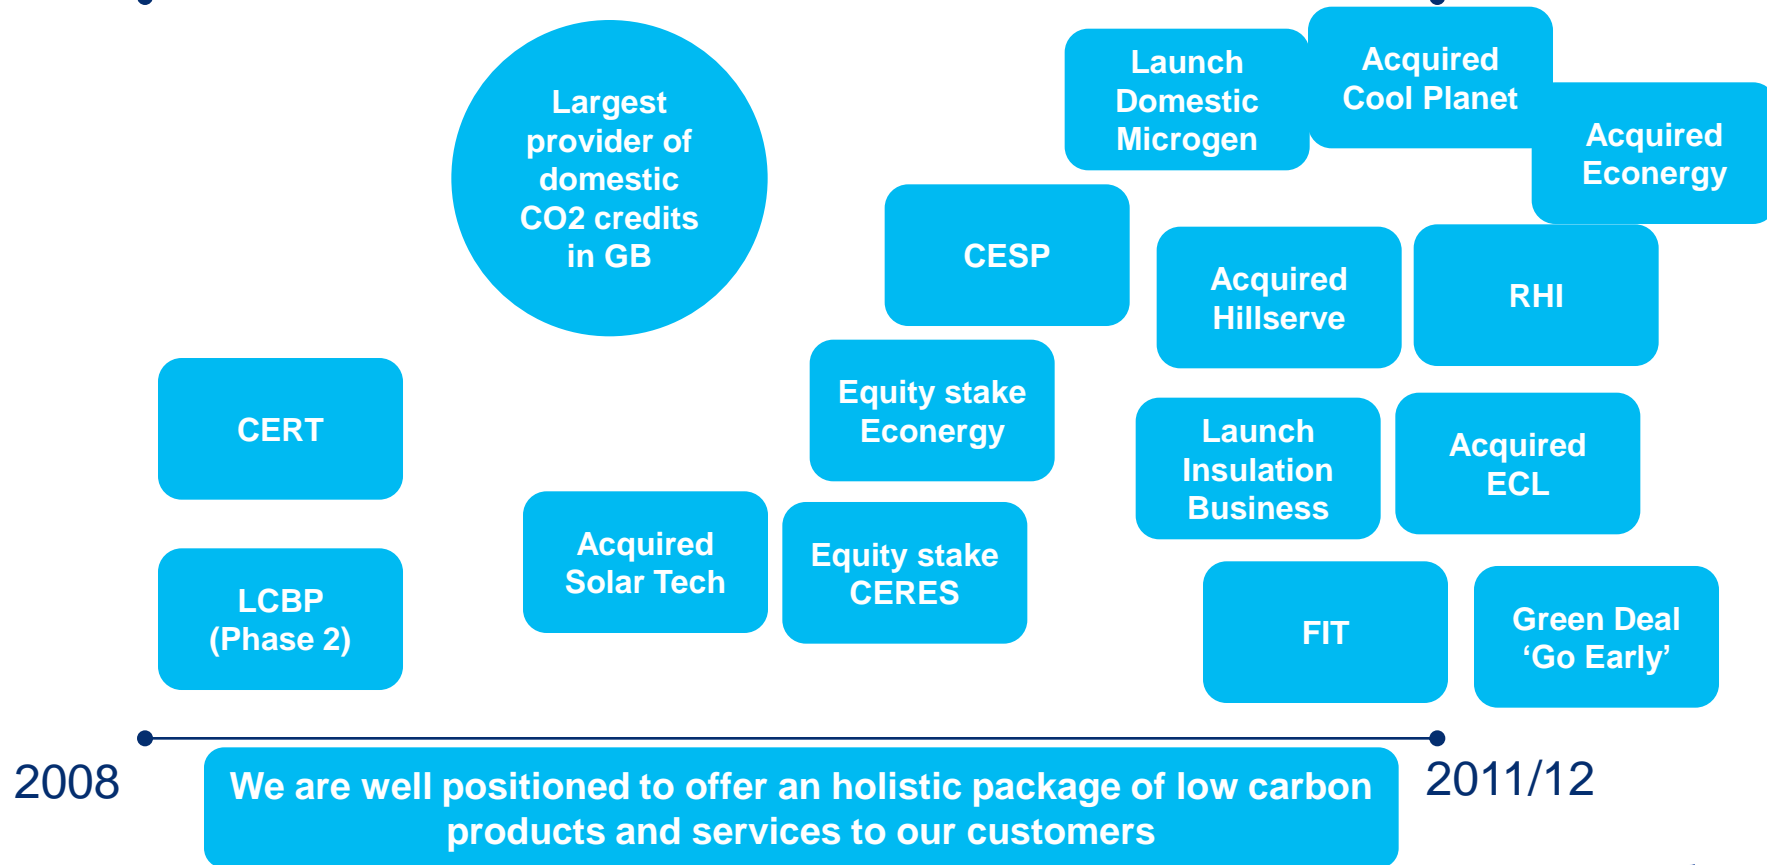 Largest
provider of
domestic
CO2 credits
in GB
Launch
Domestic
Microgen
Acquired
Cool Planet
Acquired
Econergy
CESP
Acquired
Hillserve
RHI
CERT
Equity stake
Econergy
Launch
Insulation
Business
Acquired
ECL
LCBP
(Phase 2)
Acquired
Solar Tech
Equity stake
CERES
FIT
Green Deal
‘Go Early’
2008
We are well positioned to offer an holistic package of low carbon
products and services to our customers
2011/12